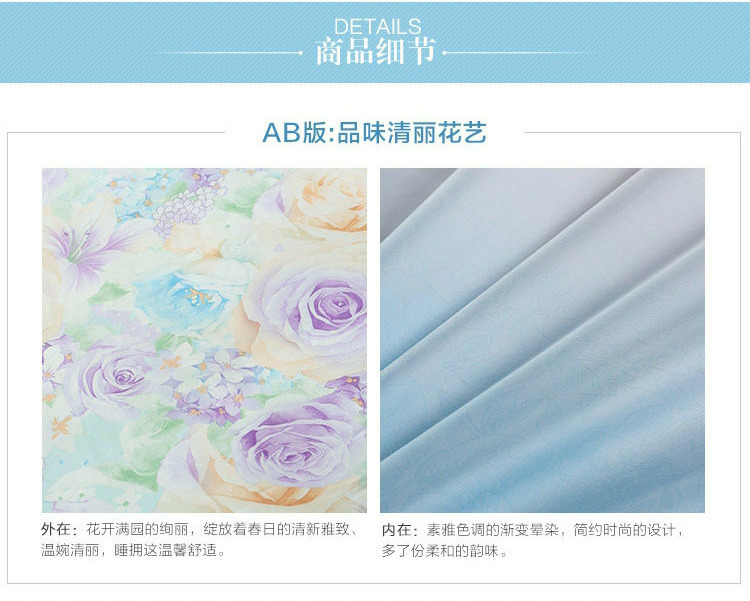 DETAILS
商品细节
AB版:品味清丽花艺
外在：花开满园的绚丽，绽放着春日的清新雅致、
温婉清丽，睡拥这温馨舒适。
内在：素雅色调的渐变晕染，简约时尚的设计，
多了份柔和的韵味。